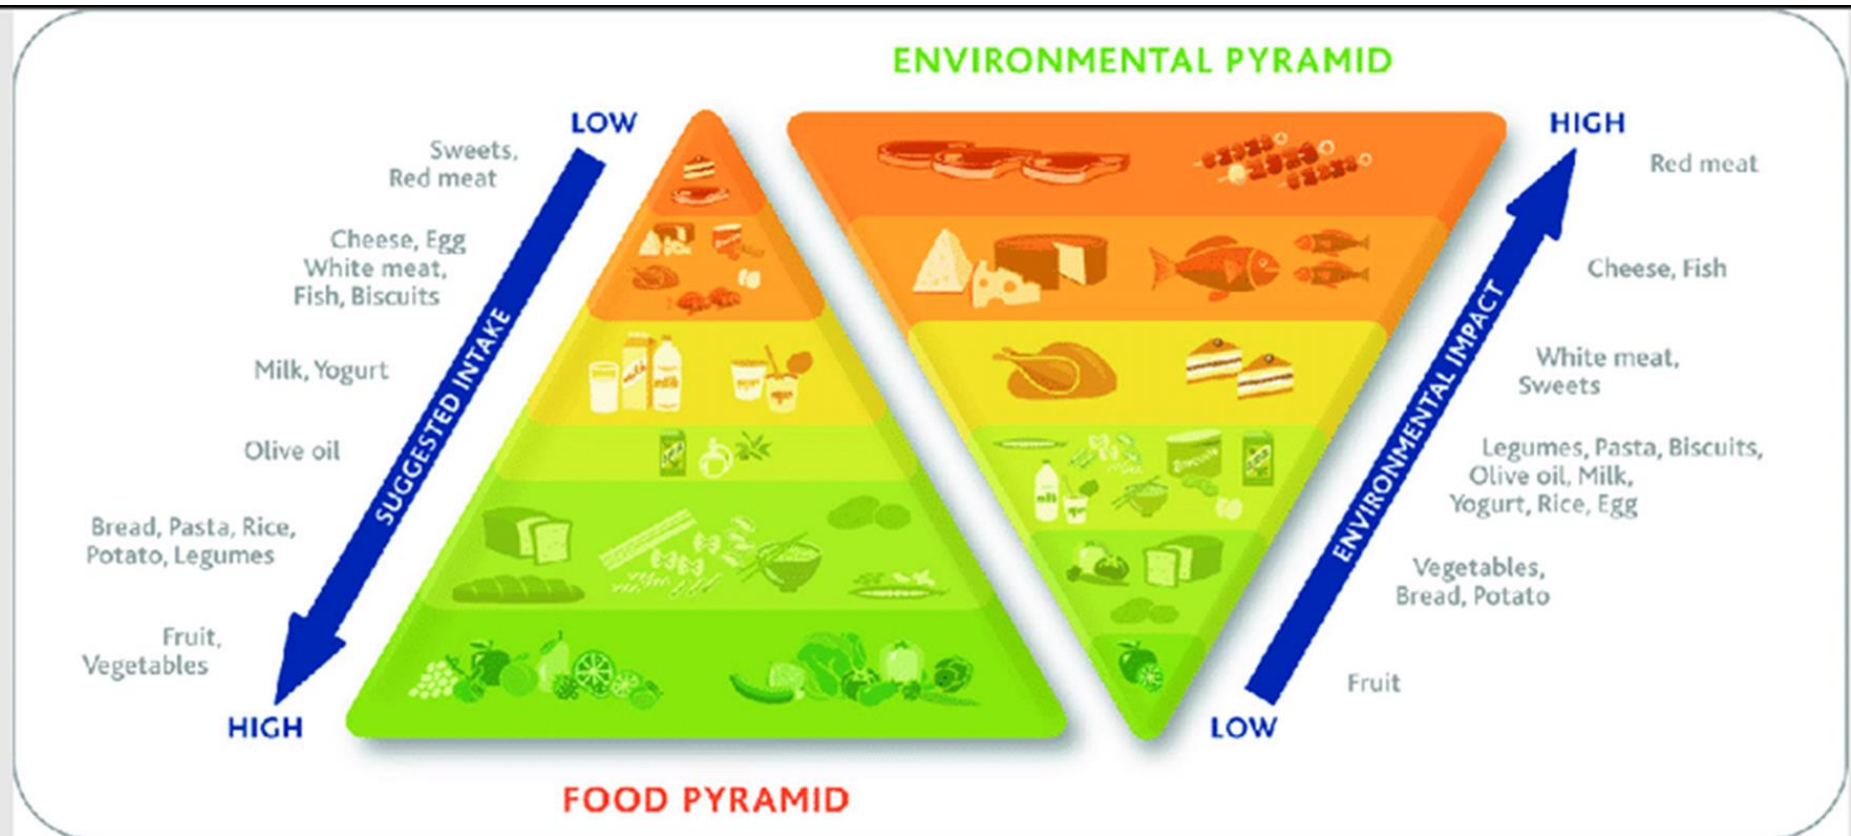 ENVIRONMENTAL PYRAMID
LOW
Sweets,
Red meat
Cheese, Egg
White meat,
Fish, Biscuits
Milk, Yogurt
Olive oil
Bread, Pasta, Rice,
Potato, Legumes
Fruit,
Vegetables
HIGH
SUGGESTED INTAKE
HIGH
Red meat
Cheese, Fish
White meat,
Sweets
Legumes, Pasta, Biscuits,
Olive oil, Milk,
Yogurt, Rice, Egg
Vegetables,
Bread, Potato
Fruit
LOW
ENVIRONMENTAL IMPACT
FOOD PYRAMID